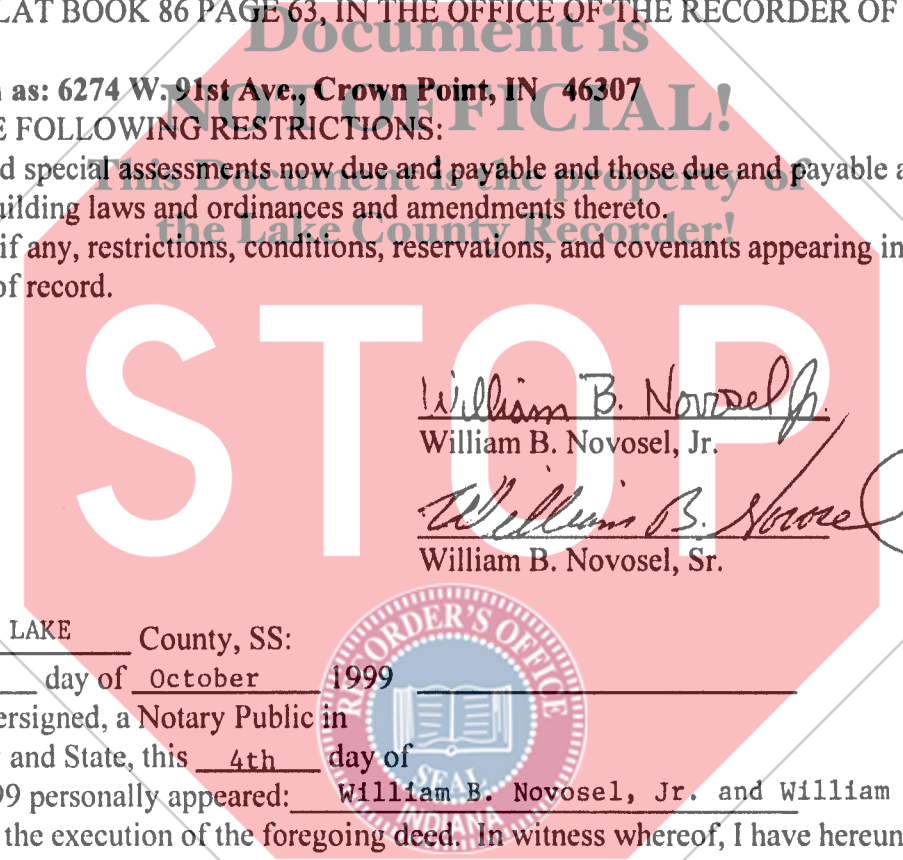 LAT BOOK 86 PAGE 63, IN THE OFFICE OF THE RECORDER OF
Document is
as: 6274 W. 91st Ave., Crown Point, IN 46307
NOT OFFICIAL!
E FOLLOWING RESTRICTIONS:
d special assessments now due and payable and those due and payable a
This Document is the property of
uilding laws and ordinances and amendments thereto.
the Lake County Recorder!
if any, restrictions, conditions, reservations, and covenants appearing in
of record.
STOP
William B. Novosel Jr.
William B. Novosel, Jr.
William B. Novosel
William B. Novosel, Sr.
LAKE County, SS:
day of October 1999
ersigned, a Notary Public in
and State, this 4th day of
99 personally appeared: William B. Novosel, Jr. and William
the execution of the foregoing deed. In witness whereof, I have hereun
RECORDER'S OFFICE
SEAL
INDIANA